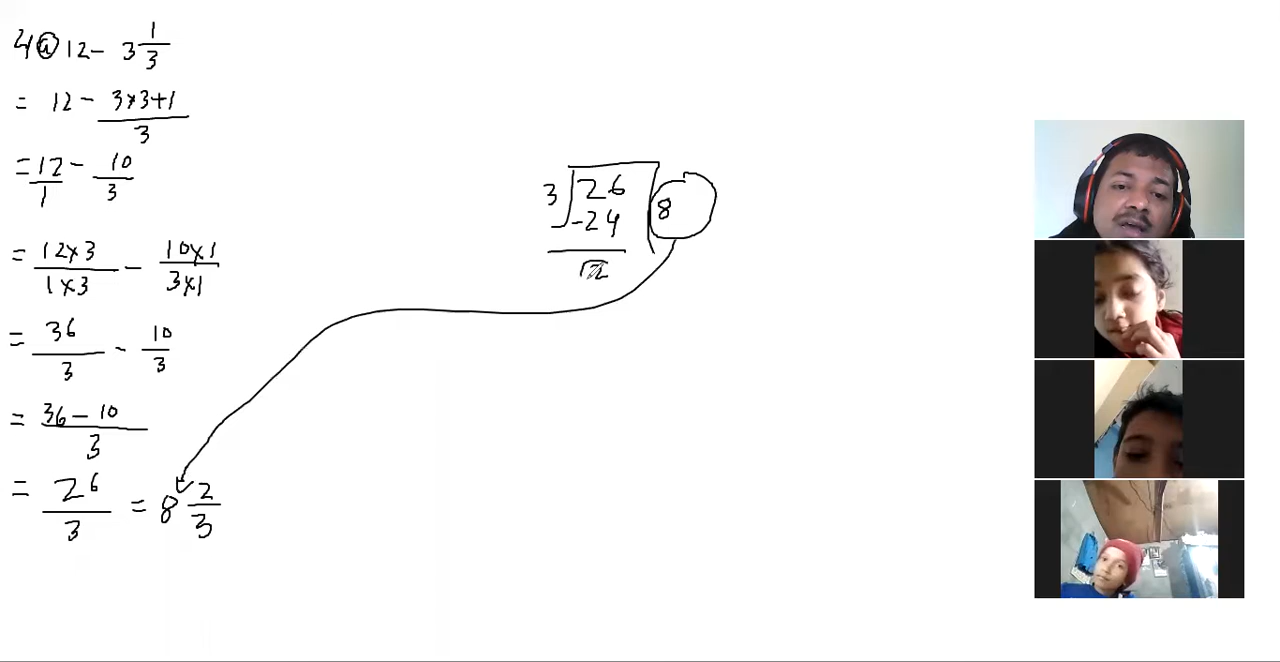 4 ⓐ 12 - 3 1/3
= 12 - (3×3+1)/3
= 12/1 - 10/3
= (12×3)/(1×3) - (10×1)/(3×1)
= 36/3 - 10/3
= (36-10)/3
= 26/3 = 8 2/3
3 26 8
-24
2